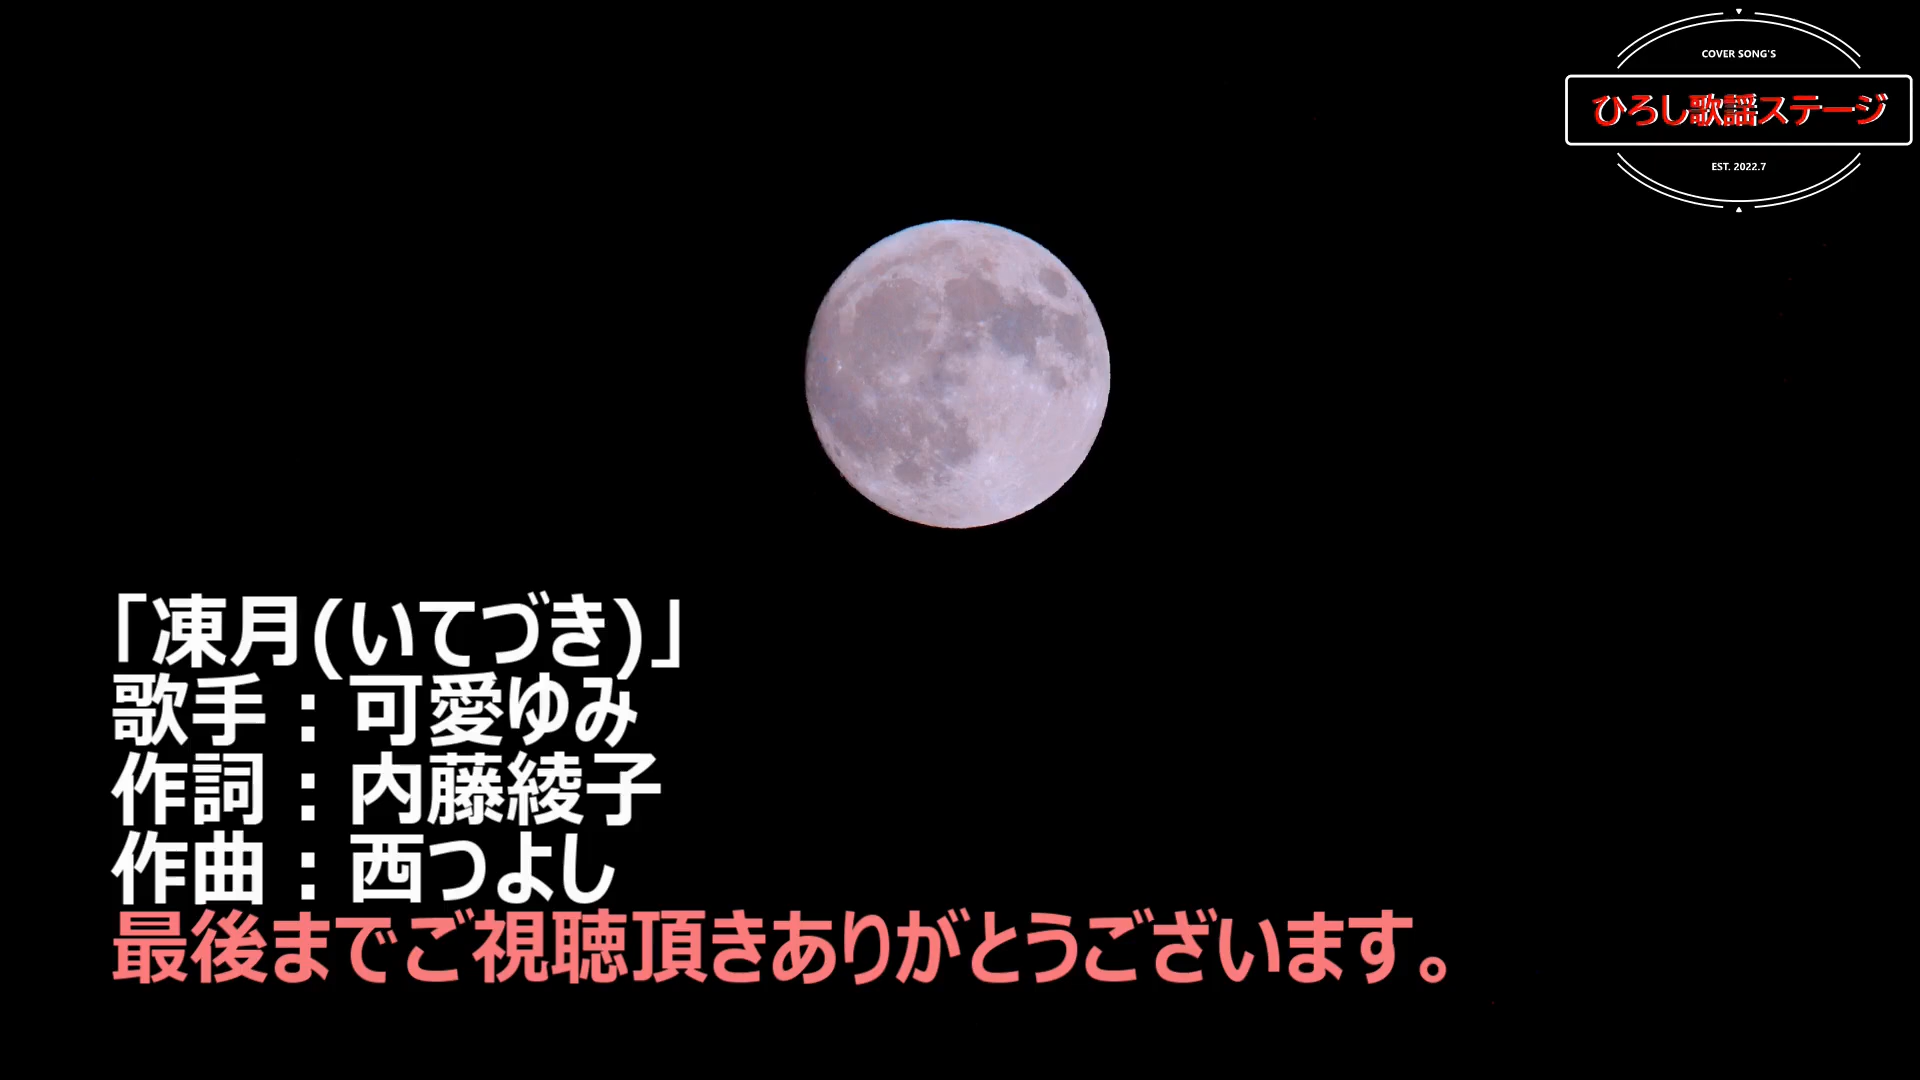 COVER SONG'S
ひろし歌謡ステージ
EST. 2022.7
「凍月(いてづき)」
歌手：可愛ゆみ
作詞：内藤綾子
作曲：西つよし
最後までご視聴頂きありがとうございます。